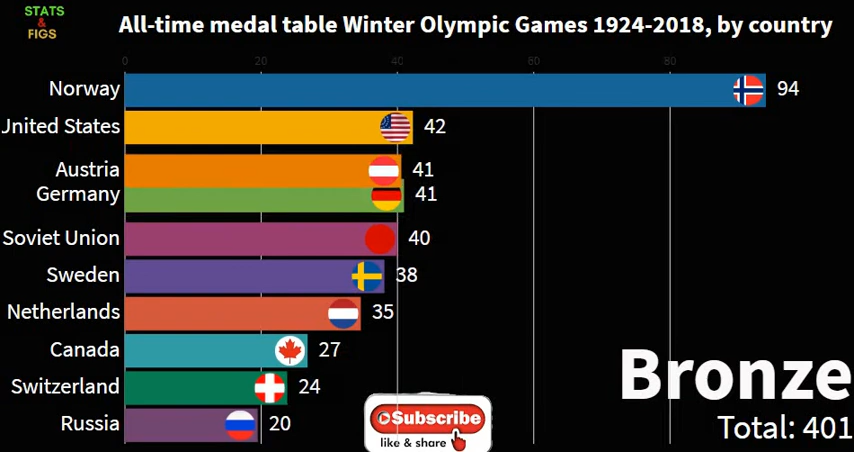 STATS
&
FIGS
All-time medal table Winter Olympic Games 1924-2018, by country
0 20 40 60 80
Norway 94
United States 42
Austria 41
Germany 41
Soviet Union 40
Sweden 38
Netherlands 35
Canada 27
Switzerland 24
Russia 20
Bronze
Total: 401
Subscribe
like & share